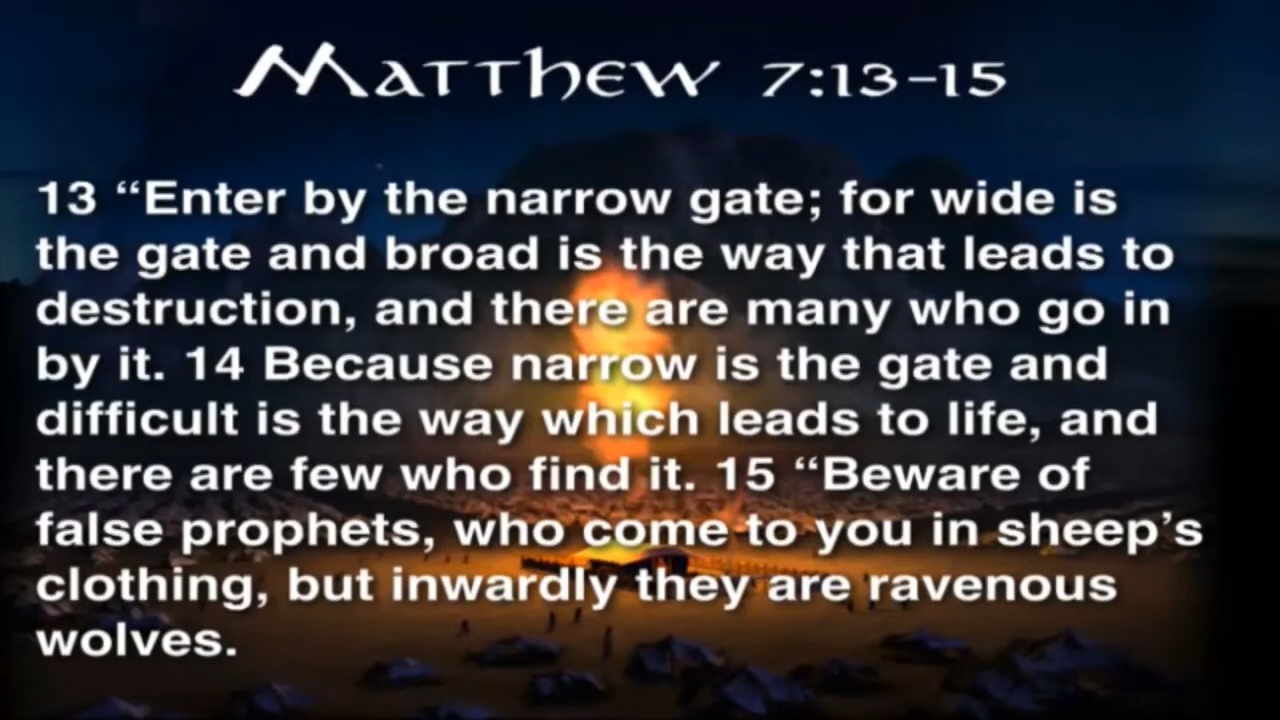 Matthew 7:13-15
13 “Enter by the narrow gate; for wide is
the gate and broad is the way that leads to
destruction, and there are many who go in
by it. 14 Because narrow is the gate and
difficult is the way which leads to life, and
there are few who find it. 15 “Beware of
false prophets, who come to you in sheep’s
clothing, but inwardly they are ravenous
wolves.